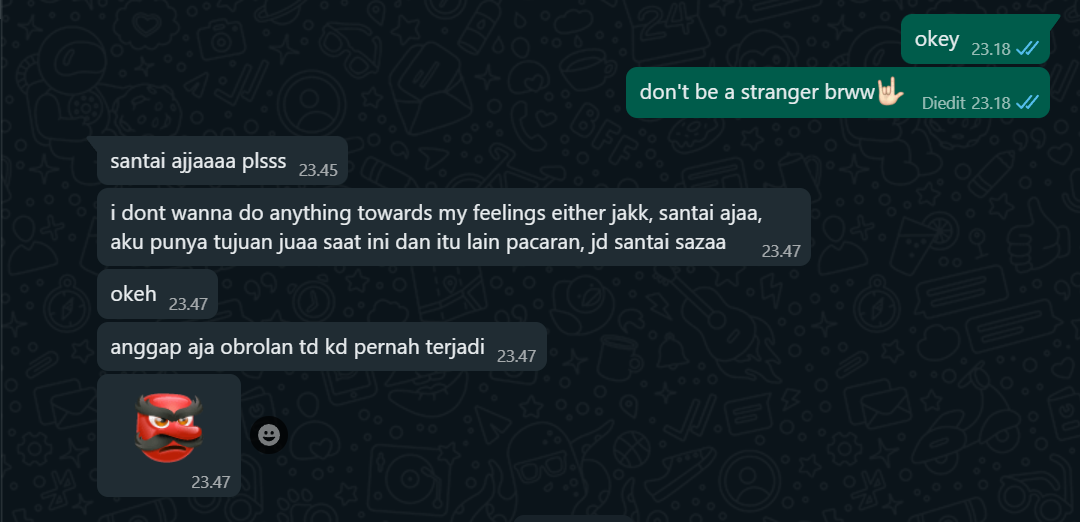 okey 23.18
don't be a stranger brww🤟🏻 Diedit 23.18
santai ajjaaaa plsss 23.45
i dont wanna do anything towards my feelings either jakk, santai ajaa,
aku punya tujuan juaa saat ini dan itu lain pacaran, jd santai sazaa 23.47
okeh 23.47
anggap aja obrolan td kd pernah terjadi 23.47
👺
23.47